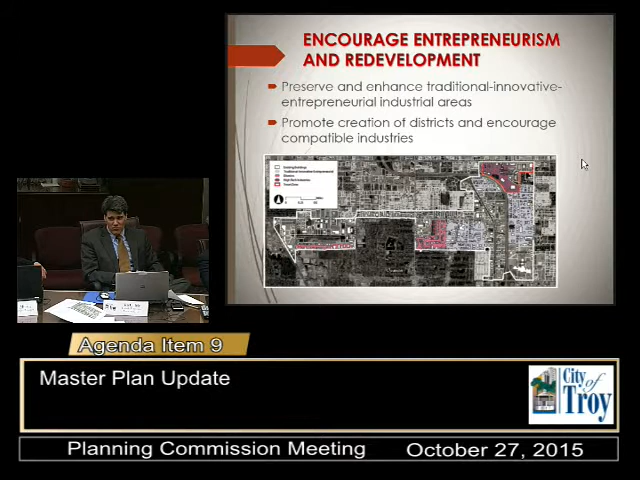 ENCOURAGE ENTREPRENEURISM
AND REDEVELOPMENT
Preserve and enhance traditional-innovative-
entrepreneurial industrial areas
Promote creation of districts and encourage
compatible industries
Agenda Item 9
Master Plan Update
City
of
Troy
Planning Commission Meeting
October 27, 2015